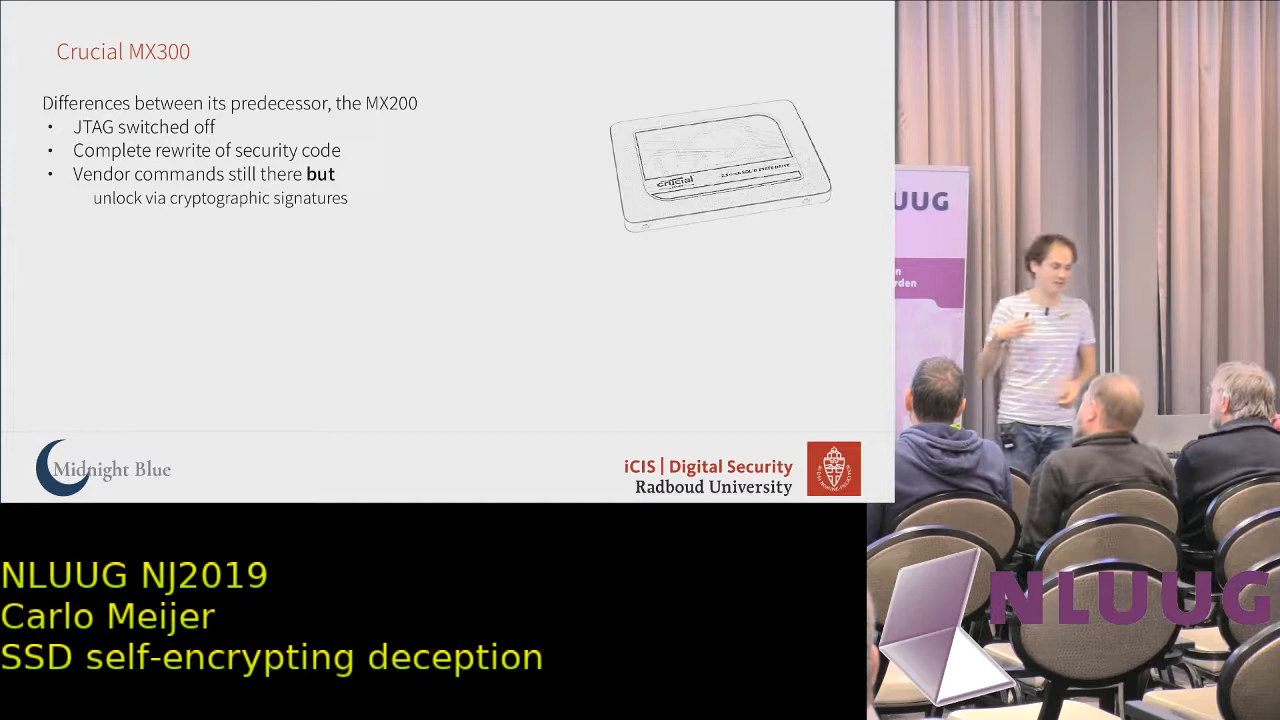 Crucial MX300
Differences between its predecessor, the MX200
• JTAG switched off
• Complete rewrite of security code
• Vendor commands still there but
unlock via cryptographic signatures
crucial
Midnight Blue
iCIS | Digital Security
Radboud University
UUG
n
rden
NLUUG NJ2019
Carlo Meijer
SSD self-encrypting deception
NLUUG